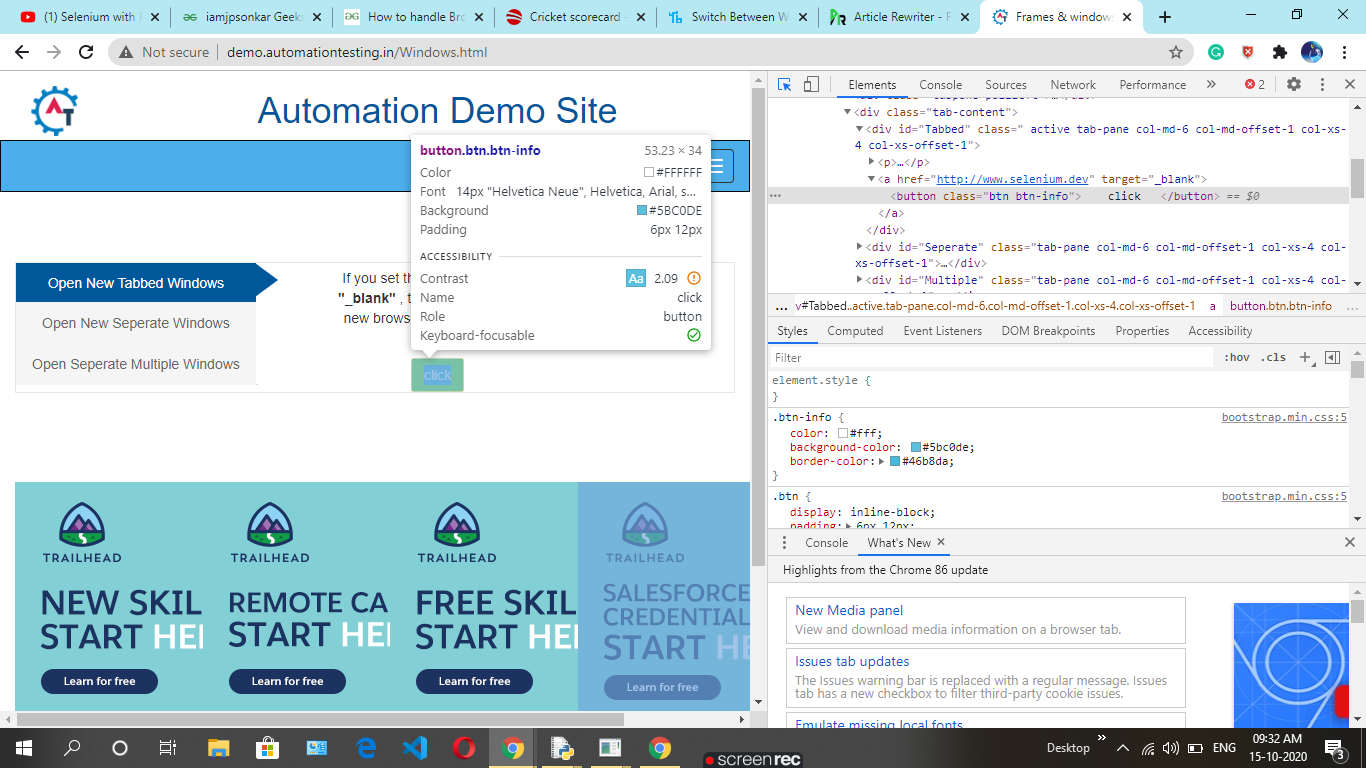 (1) Selenium with
iamjpsonkar Geek
How to handle Bro
Cricket scorecard -
Switch Between W
Article Rewriter - F
Frames & window
Not secure | demo.automationtesting.in/Windows.html
AT
Automation Demo Site
button.btn.btn-info 53.23 × 34
Color #FFFFFF
Font 14px "Helvetica Neue", Helvetica, Arial, s...
Background #5BC0DE
Padding 6px 12px
ACCESSIBILITY
Contrast Aa 2.09
Name click
Role button
Keyboard-focusable
Open New Tabbed Windows
Open New Seperate Windows
Open Seperate Multiple Windows
If you set th
"_blank" , t
new brows
click
TRAILHEAD
NEW SKIL
START HE
Learn for free
TRAILHEAD
REMOTE CA
START HE
Learn for free
TRAILHEAD
FREE SKIL
START HE
Learn for free
TRAILHEAD
SALESFORCE
CREDENTIAL
START HE
Learn for free
Elements Console Sources Network Performance » 2
<div class="tab-content">
<div id="Tabbed" class=" active tab-pane col-md-6 col-md-offset-1 col-xs-
4 col-xs-offset-1">
<p>…</p>
<a href="http://www.selenium.dev" target="_blank">
<button class="btn btn-info"> click </button> == $0
</a>
</div>
<div id="Seperate" class="tab-pane col-md-6 col-md-offset-1 col-xs-4 col-
xs-offset-1">…</div>
<div id="Multiple" class="tab-pane col-md-6 col-md-offset-1 col-xs-4 col-
... v#Tabbed..active.tab-pane.col-md-6.col-md-offset-1.col-xs-4.col-xs-offset-1 a button.btn.btn-info ...
Styles Computed Event Listeners DOM Breakpoints Properties Accessibility
Filter :hov .cls +
element.style {
}
.btn-info { bootstrap.min.css:5
color: #fff;
background-color: #5bc0de;
border-color: #46b8da;
}
.btn { bootstrap.min.css:5
display: inline-block;
padding: 6px 12px;
Console What's New
Highlights from the Chrome 86 update
New Media panel
View and download media information on a browser tab.
Issues tab updates
The Issues warning bar is replaced with a regular message. Issues
tab has a new checkbox to filter third-party cookie issues.
Emulate missing local fonts
Desktop » ENG 09:32 AM
15-10-2020
3
screenrec